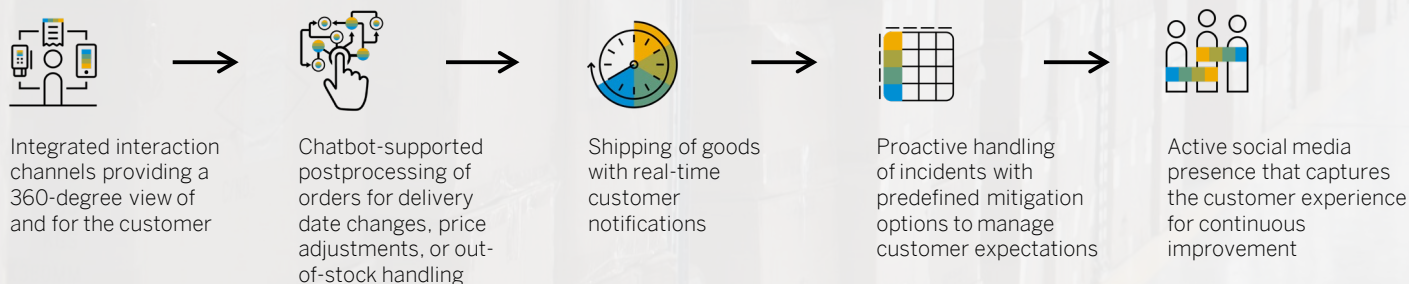 Integrated interaction
channels providing a
360-degree view of
and for the customer
Chatbot-supported
postprocessing of
orders for delivery
date changes, price
adjustments, or out-
of-stock handling
Shipping of goods
with real-time
customer
notifications
Proactive handling
of incidents with
predefined mitigation
options to manage
customer expectations
Active social media
presence that captures
the customer experience
for continuous
improvement